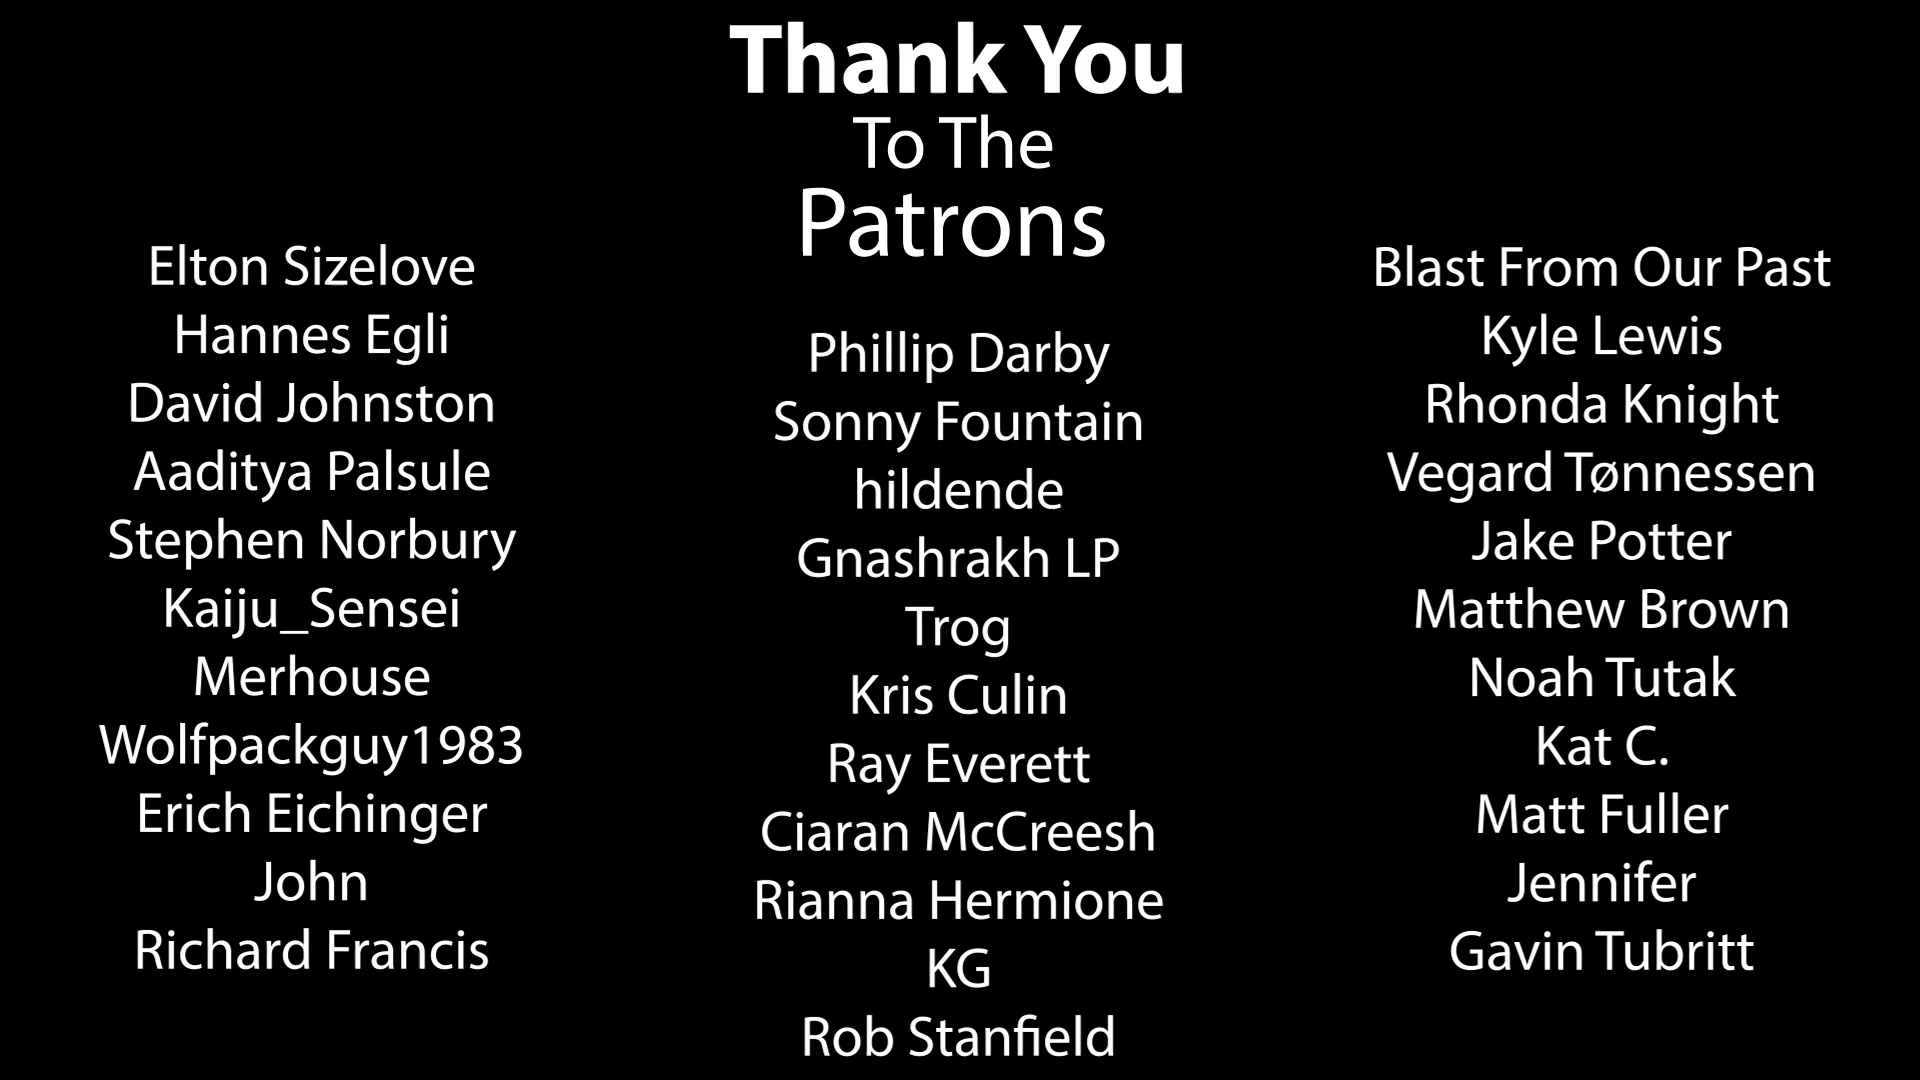 Thank You
To The
Patrons
Elton Sizelove
Hannes Egli
David Johnston
Aaditya Palsule
Stephen Norbury
Kaiju_Sensei
Merhouse
Wolfpackguy1983
Erich Eichinger
John
Richard Francis
Phillip Darby
Sonny Fountain
hildende
Gnashrakh LP
Trog
Kris Culin
Ray Everett
Ciaran McCreesh
Rianna Hermione
KG
Rob Stanfield
Blast From Our Past
Kyle Lewis
Rhonda Knight
Vegard Tønnessen
Jake Potter
Matthew Brown
Noah Tutak
Kat C.
Matt Fuller
Jennifer
Gavin Tubritt